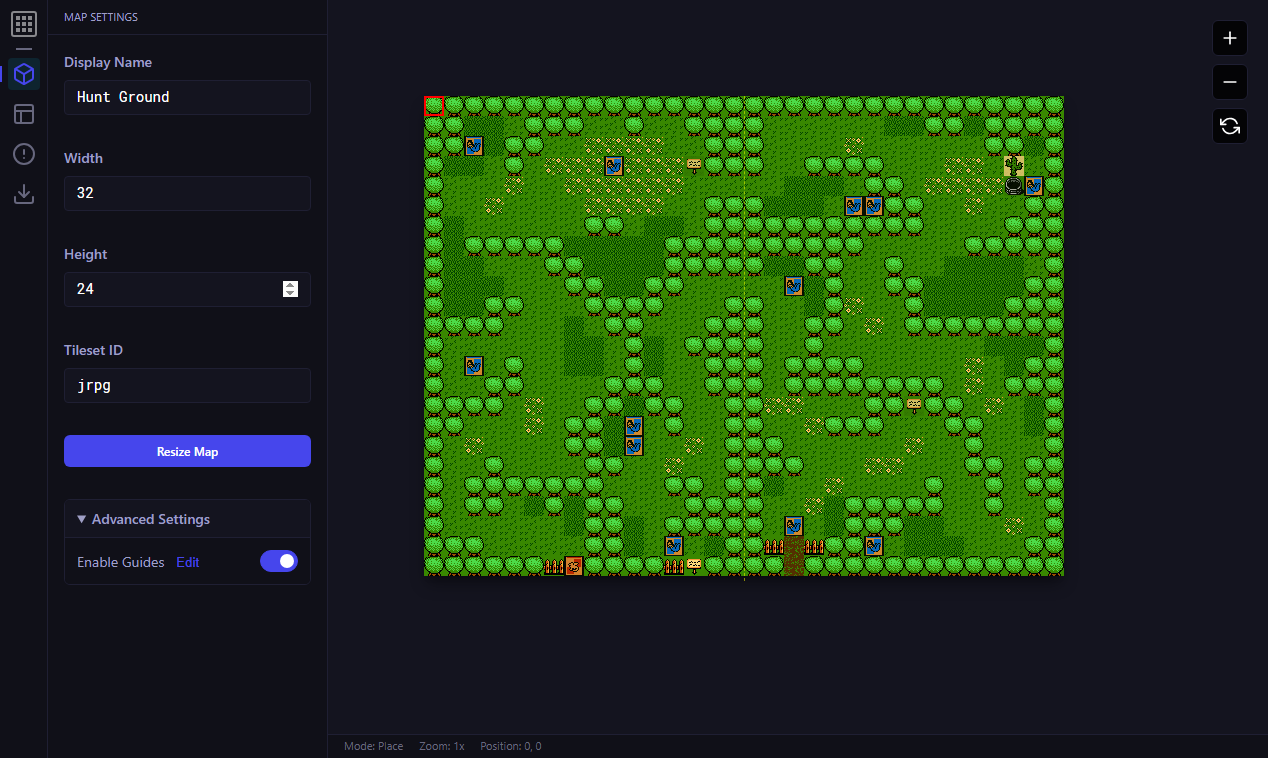 MAP SETTINGS
Display Name
Hunt Ground
Width
32
Height
24
Tileset ID
jrpg
Resize Map
Advanced Settings
Enable Guides Edit
Mode: Place Zoom: 1x Position: 0, 0